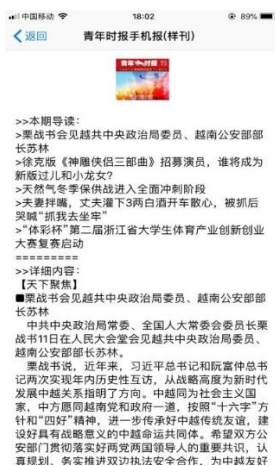 中国移动 18:02 89%
返回 青年时报手机报(样刊)
青年时报
>>本期导读:
>栗战书会见越共中央政治局委员、越南公安部部
长苏林
>徐克版《神雕侠侣三部曲》招募演员，谁将成为
新版过儿和小龙女？
>天然气冬季保供战进入全面冲刺阶段
>夫妻拌嘴，丈夫灌下3两白酒开车散心，被抓后
哭喊“抓我去坐牢”
>“体彩杯”第二届浙江省大学生体育产业创新创业
大赛复赛启动
=========
>>详细内容:
【天下聚焦】
■栗战书会见越共中央政治局委员、越南公安部部
长苏林
中共中央政治局常委、全国人大常委会委员长栗
战书11日在人民大会堂会见越共中央政治局委员、
越南公安部部长苏林。
栗战书说，近年来，习近平总书记和阮富仲总书
记两次实现年内历史性互访，从战略高度为新时代
发展中越关系指明了方向。中越同为社会主义国
家，中方愿同越南党和政府一道，按照“十六字”方
针和“四好”精神，进一步传承好中越传统友谊，建
设好具有战略意义的中越命运共同体。希望双方公
安部门贯彻落实好两党两国领导人的重要共识，认
真规划、务实推进双边执法安全合作，为中越友好